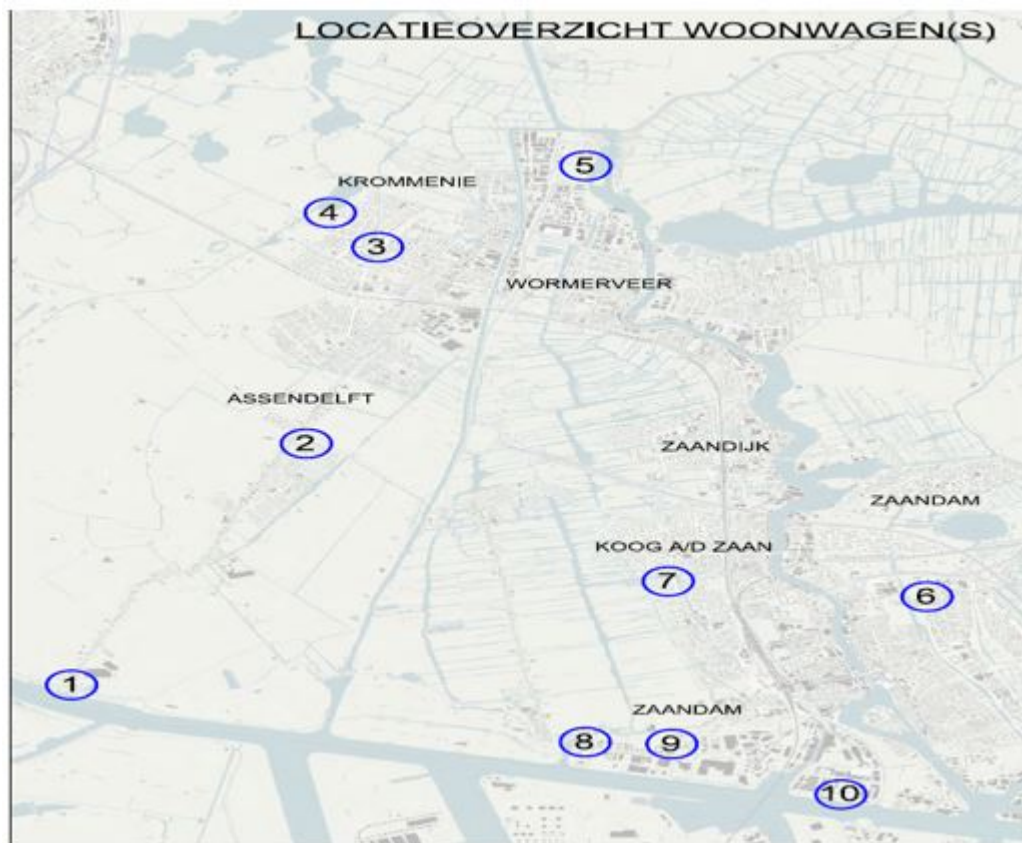 LOCATIEOVERZICHT WOONWAGEN(S)
5
KROMMENIE
4
3
WORMERVEER
ASSENDELFT
2
ZAANDIJK
ZAANDAM
KOOG A/D ZAAN
7
6
1
ZAANDAM
8
9
10